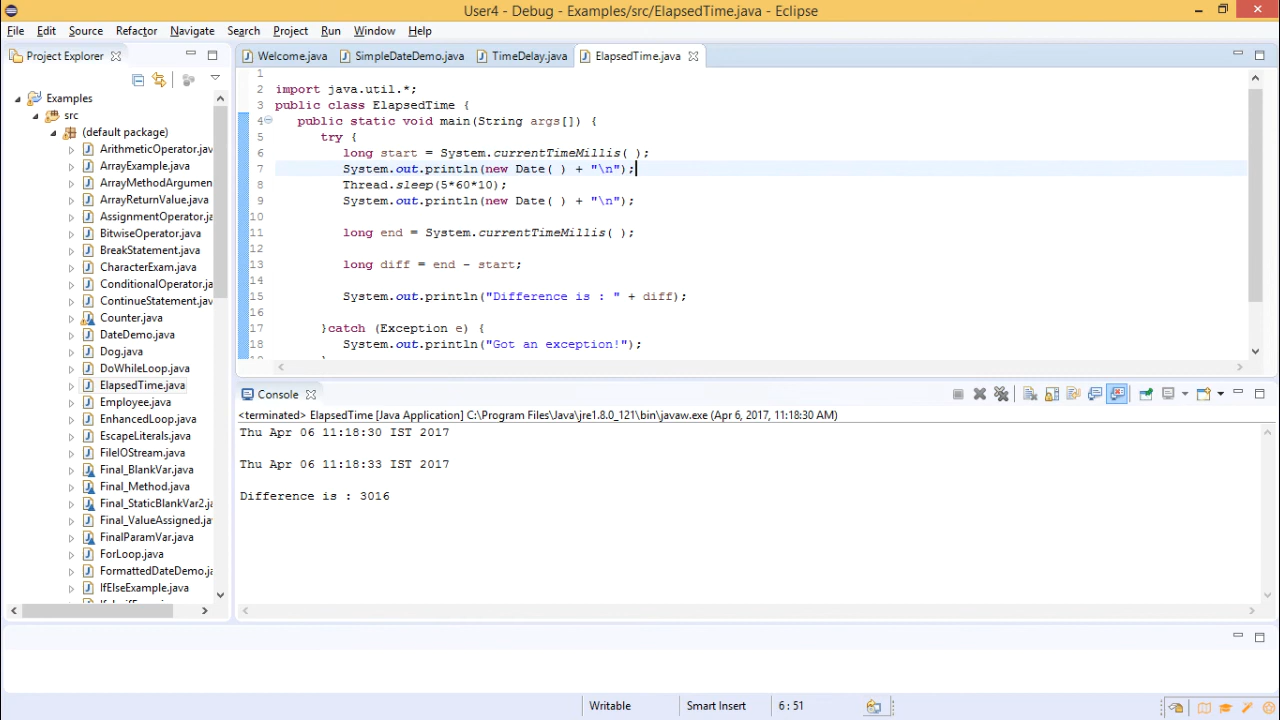 User4 - Debug - Examples/src/ElapsedTime.java - Eclipse
File Edit Source Refactor Navigate Search Project Run Window Help
Project Explorer
Examples
src
(default package)
ArithmeticOperator.jav
ArrayExample.java
ArrayMethodArgumen
ArrayReturnValue.java
AssignmentOperator.ja
BitwiseOperator.java
BreakStatement.java
CharacterExam.java
ConditionalOperator.ja
ContinueStatement.jav
Counter.java
DateDemo.java
Dog.java
DoWhileLoop.java
ElapsedTime.java
Employee.java
EnhancedLoop.java
EscapeLiterals.java
FileIOStream.java
Final_BlankVar.java
Final_Method.java
Final_StaticBlankVar2.ja
Final_ValueAssigned.jav
FinalParamVar.java
ForLoop.java
FormattedDateDemo.ja
IfElseExample.java
Welcome.java SimpleDateDemo.java TimeDelay.java ElapsedTime.java
1
2 import java.util.*;
3 public class ElapsedTime {
4 public static void main(String args[]) {
5 try {
6 long start = System.currentTimeMillis( );
7 System.out.println(new Date( ) + "\n");
8 Thread.sleep(5*60*10);
9 System.out.println(new Date( ) + "\n");
10
11 long end = System.currentTimeMillis( );
12
13 long diff = end - start;
14
15 System.out.println("Difference is : " + diff);
16
17 }catch (Exception e) {
18 System.out.println("Got an exception!");
Console
<terminated> ElapsedTime [Java Application] C:\Program Files\Java\jre1.8.0_121\bin\javaw.exe (Apr 6, 2017, 11:18:30 AM)
Thu Apr 06 11:18:30 IST 2017
Thu Apr 06 11:18:33 IST 2017
Difference is : 3016
Writable Smart Insert 6 : 51